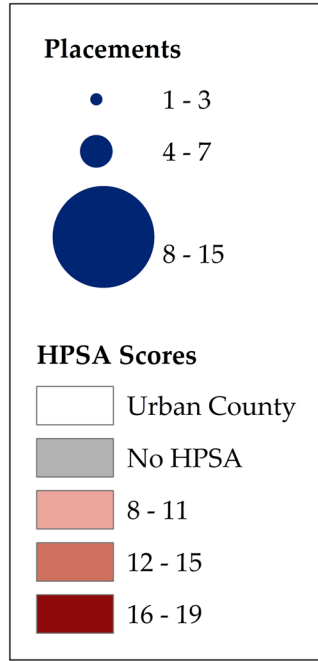 Placements
1 - 3
4 - 7
8 - 15
HPSA Scores
Urban County
No HPSA
8 - 11
12 - 15
16 - 19